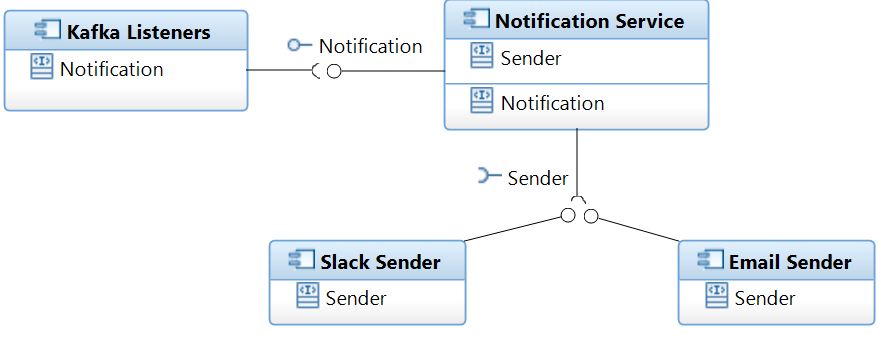 Kafka Listeners
Notification
Notification
Notification Service
Sender
Notification
Sender
Slack Sender
Sender
Email Sender
Sender